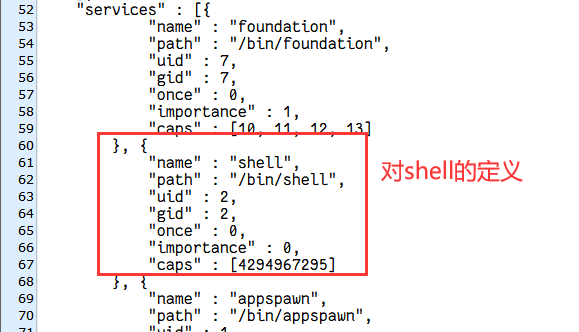 52 "services" : [{
53 "name" : "foundation",
54 "path" : "/bin/foundation",
55 "uid" : 7,
56 "gid" : 7,
57 "once" : 0,
58 "importance" : 1,
59 "caps" : [10, 11, 12, 13]
60 }, {
61 "name" : "shell",
62 "path" : "/bin/shell",
63 "uid" : 2,
64 "gid" : 2,
65 "once" : 0,
66 "importance" : 0,
67 "caps" : [4294967295]
68 }, {
69 "name" : "appspawn",
70 "path" : "/bin/appspawn",
71 "uid" : 1
对shell的定义